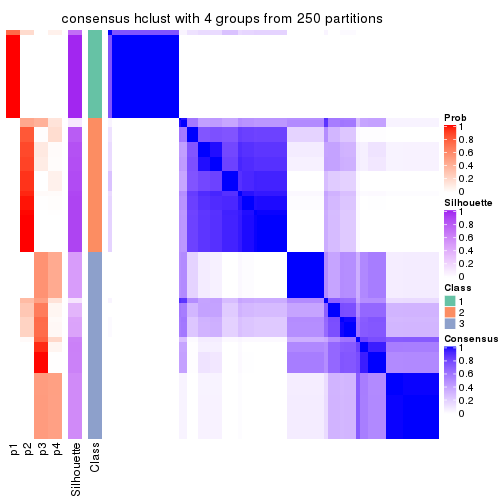 consensus hclust with 4 groups from 250 partitions
Prob
1
0.8
0.6
0.4
0.2
0
Silhouette
1
0.8
0.6
0.4
0.2
0
Class
1
2
3
Consensus
1
0.8
0.6
0.4
0.2
0
p1
p2
p3
p4
Silhouette
Class